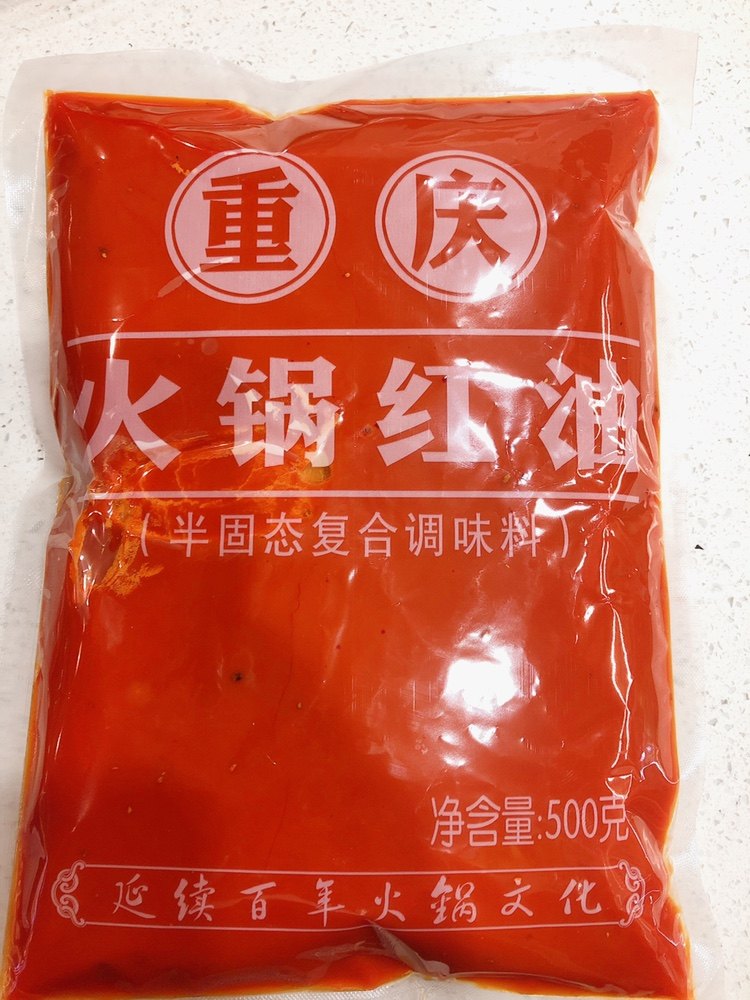 重庆
火锅红油
（半固态复合调味料）
净含量:500克
延续百年火鍋文化